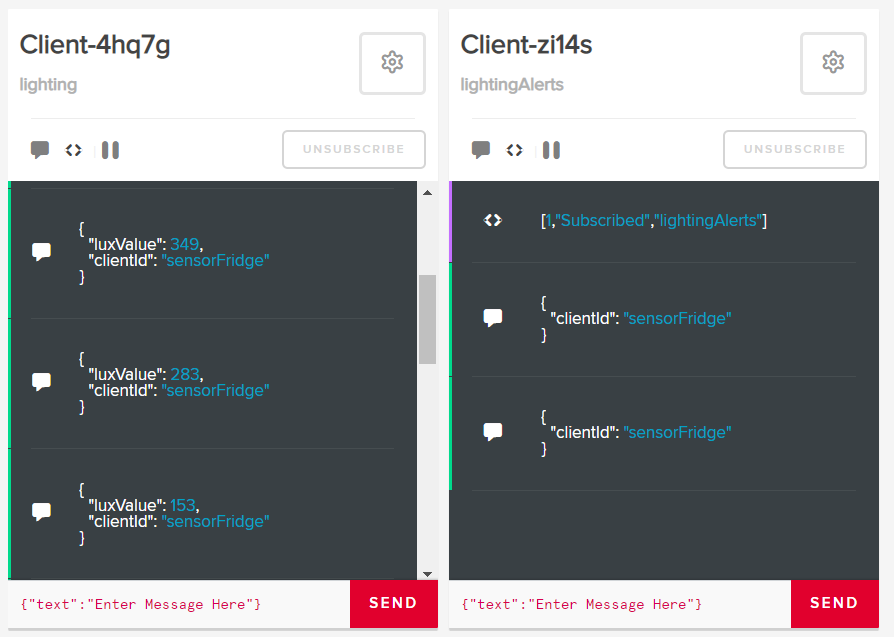 Client-4hq7g
lighting
UNSUBSCRIBE
{
"luxValue": 349,
"clientId": "sensorFridge"
}
{
"luxValue": 283,
"clientId": "sensorFridge"
}
{
"luxValue": 153,
"clientId": "sensorFridge"
}
{"text":"Enter Message Here"}
SEND
Client-zi14s
lightingAlerts
UNSUBSCRIBE
[1,"Subscribed","lightingAlerts"]
{
"clientId": "sensorFridge"
}
{
"clientId": "sensorFridge"
}
{"text":"Enter Message Here"}
SEND